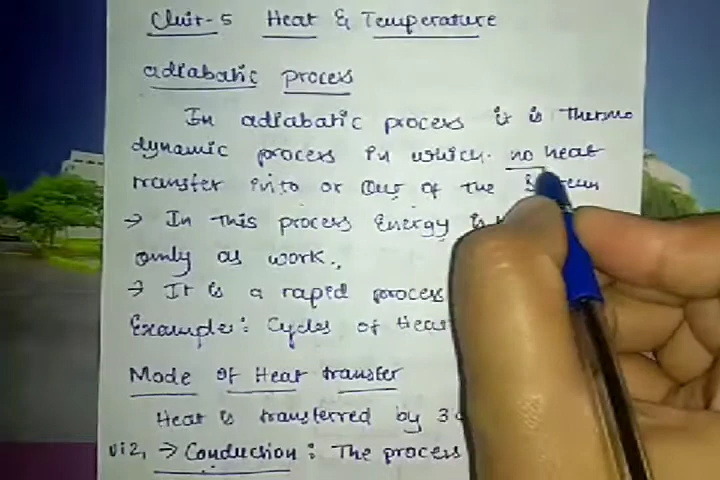 Unit-5 Heat & Temperature
adiabatic process
In adiabatic process it is thermo
dynamic process in which. no heat
transfer into or out of the
→ In this process Energy is
only as work.
→ It is a rapid process
Example: Cycles of Hea
Mode of Heat transfer
Heat is transferred by 3
viz, → Conduction: The process